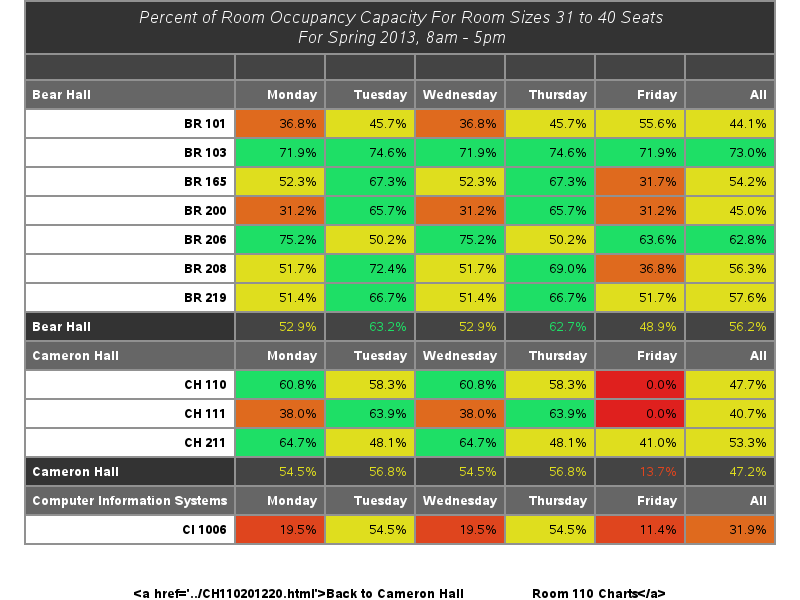 Percent of Room Occupancy Capacity For Room Sizes 31 to 40 Seats
For Spring 2013, 8am - 5pm
Bear Hall Monday Tuesday Wednesday Thursday Friday All
BR 101 36.8% 45.7% 36.8% 45.7% 55.6% 44.1%
BR 103 71.9% 74.6% 71.9% 74.6% 71.9% 73.0%
BR 165 52.3% 67.3% 52.3% 67.3% 31.7% 54.2%
BR 200 31.2% 65.7% 31.2% 65.7% 31.2% 45.0%
BR 206 75.2% 50.2% 75.2% 50.2% 63.6% 62.8%
BR 208 51.7% 72.4% 51.7% 69.0% 36.8% 56.3%
BR 219 51.4% 66.7% 51.4% 66.7% 51.7% 57.6%
Bear Hall 52.9% 63.2% 52.9% 62.7% 48.9% 56.2%
Cameron Hall Monday Tuesday Wednesday Thursday Friday All
CH 110 60.8% 58.3% 60.8% 58.3% 0.0% 47.7%
CH 111 38.0% 63.9% 38.0% 63.9% 0.0% 40.7%
CH 211 64.7% 48.1% 64.7% 48.1% 41.0% 53.3%
Cameron Hall 54.5% 56.8% 54.5% 56.8% 13.7% 47.2%
Computer Information Systems Monday Tuesday Wednesday Thursday Friday All
CI 1006 19.5% 54.5% 19.5% 54.5% 11.4% 31.9%
<a href='../CH110201220.html'>Back to Cameron Hall Room 110 Charts</a>